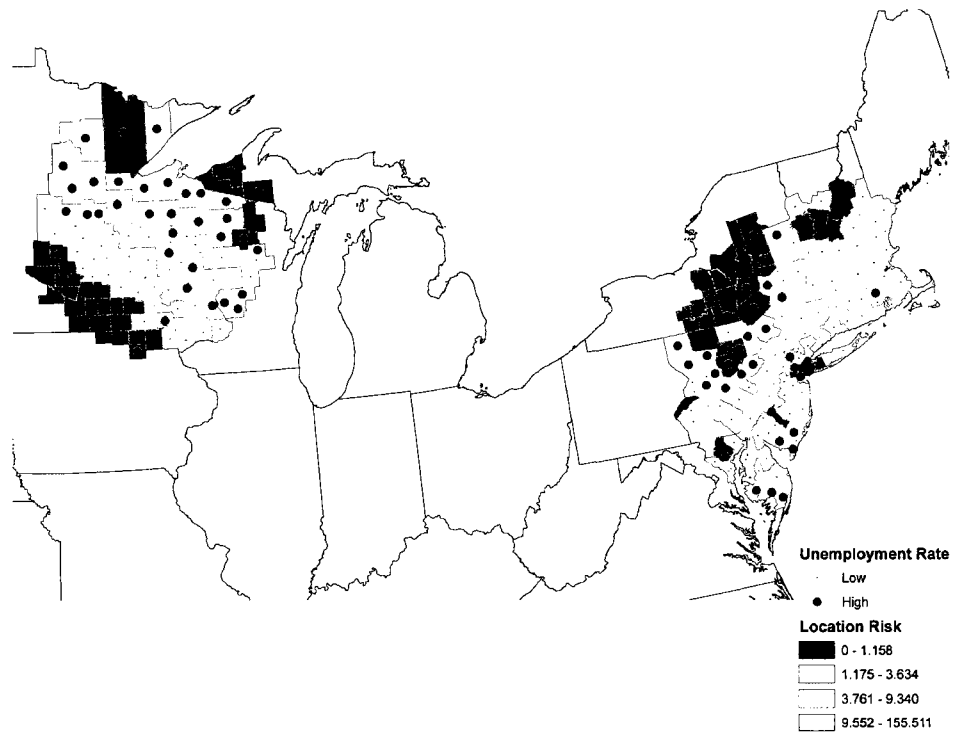 Unemployment Rate
Low
High
Location Risk
0 - 1.158
1.175 - 3.634
3.761 - 9.340
9.552 - 155.511